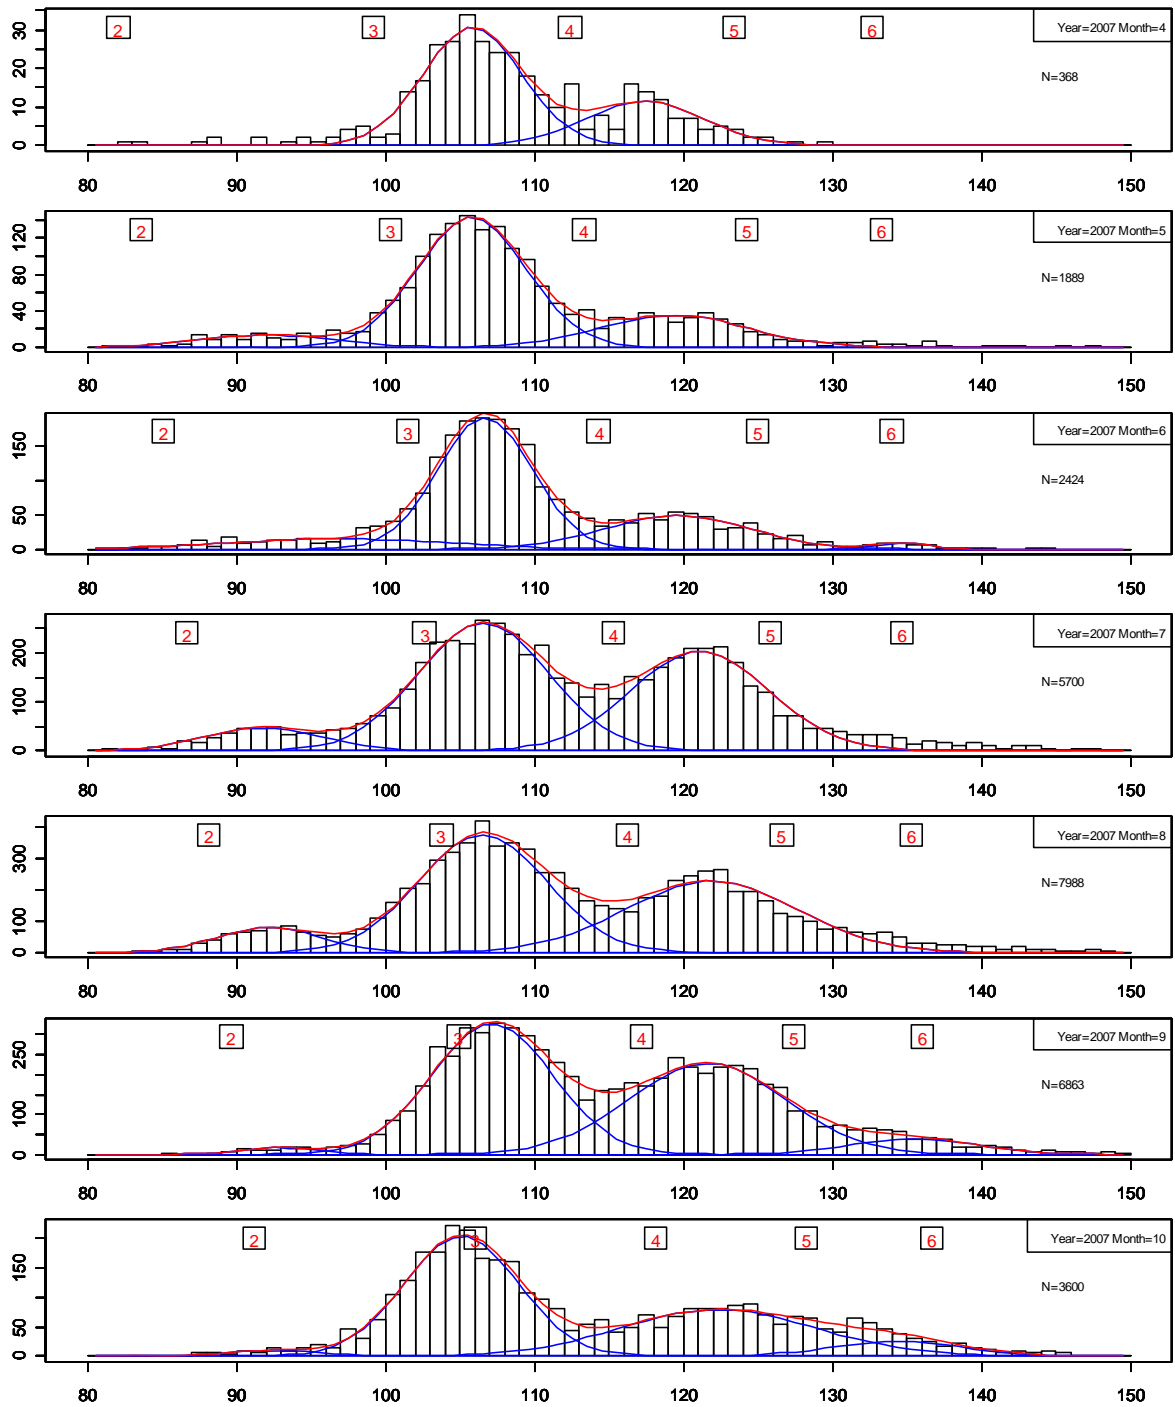 2 3 4 5 6 Year=2007 Month=4
N=368
0 10 20 30
80 90 100 110 120 130 140 150
2 3 4 5 6 Year=2007 Month=5
N=1889
0 40 80 120
80 90 100 110 120 130 140 150
2 3 4 5 6 Year=2007 Month=6
N=2424
0 50 150
80 90 100 110 120 130 140 150
2 3 4 5 6 Year=2007 Month=7
N=5700
0 100 200
80 90 100 110 120 130 140 150
2 3 4 5 6 Year=2007 Month=8
N=7988
0 100 300
80 90 100 110 120 130 140 150
2 3 4 5 6 Year=2007 Month=9
N=6863
0 100 250
80 90 100 110 120 130 140 150
2 3 4 5 6 Year=2007 Month=10
N=3600
0 50 150
80 90 100 110 120 130 140 150